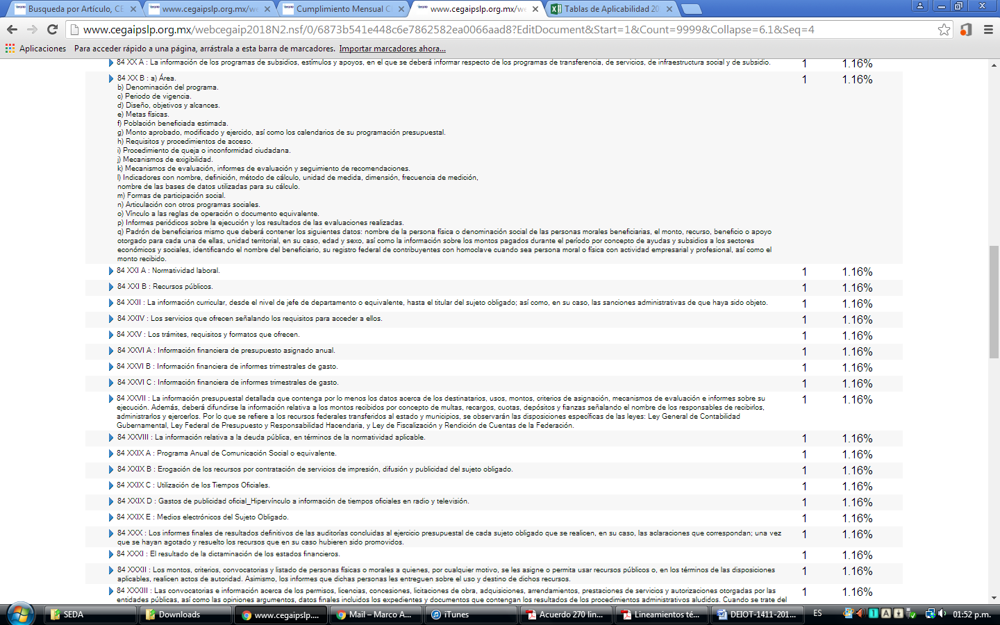 Busqueda por Artículo, CE
www.cegaipslp.org.mx/we
Cumplimiento Mensual C
www.cegaipslp.org.mx/we
Tablas de Aplicabilidad 20
www.cegaipslp.org.mx/webcegaip2018N2.nsf/0/6873b541e448c6e7862582ea0066aad8?EditDocument&Start=1&Count=9999&Collapse=6.1&Seq=4
Aplicaciones Para acceder rápido a una página, arrástrala a esta barra de marcadores. Importar marcadores ahora...
84 XX A : La información de los programas de subsidios, estímulos y apoyos, en el que se deberá informar respecto de los programas de transferencia, de servicios, de infraestructura social y de subsidio. 1 1.16%
84 XX B : a) Área. 1 1.16%
b) Denominación del programa.
c) Periodo de vigencia.
d) Diseño, objetivos y alcances.
e) Metas físicas.
f) Población beneficiada estimada.
g) Monto aprobado, modificado y ejercido, así como los calendarios de su programación presupuestal.
h) Requisitos y procedimientos de acceso.
i) Procedimiento de queja o inconformidad ciudadana.
j) Mecanismos de exigibilidad.
k) Mecanismos de evaluación, informes de evaluación y seguimiento de recomendaciones.
l) Indicadores con nombre, definición, método de cálculo, unidad de medida, dimensión, frecuencia de medición,
nombre de las bases de datos utilizadas para su cálculo.
m) Formas de participación social.
n) Articulación con otros programas sociales.
o) Vínculo a las reglas de operación o documento equivalente.
p) Informes periódicos sobre la ejecución y los resultados de las evaluaciones realizadas.
q) Padrón de beneficiarios mismo que deberá contener los siguientes datos: nombre de la persona física o denominación social de las personas morales beneficiarias, el monto, recurso, beneficio o apoyo
otorgado para cada una de ellas, unidad territorial, en su caso, edad y sexo, así como la información sobre los montos pagados durante el período por concepto de ayudas y subsidios a los sectores
económicos y sociales, identificando el nombre del beneficiario, su registro federal de contribuyentes con homoclave cuando sea persona moral o física con actividad empresarial y profesional, así como el
monto recibido.
84 XXI A : Normatividad laboral. 1 1.16%
84 XXI B : Recursos públicos. 1 1.16%
84 XXII : La información curricular, desde el nivel de jefe de departamento o equivalente, hasta el titular del sujeto obligado; así como, en su caso, las sanciones administrativas de que haya sido objeto. 1 1.16%
84 XXIV : Los servicios que ofrecen señalando los requisitos para acceder a ellos. 1 1.16%
84 XXV : Los trámites, requisitos y formatos que ofrecen. 1 1.16%
84 XXVI A : Información financiera de presupuesto asignado anual. 1 1.16%
84 XXVI B : Información financiera de informes trimestrales de gasto. 1 1.16%
84 XXVI C : Información financiera de informes trimestrales de gasto. 1 1.16%
84 XXVII : La información presupuestal detallada que contenga por lo menos los datos acerca de los destinatarios, usos, montos, criterios de asignación, mecanismos de evaluación e informes sobre su 1 1.16%
ejecución. Además, deberá difundirse la información relativa a los montos recibidos por concepto de multas, recargos, cuotas, depósitos y fianzas señalando el nombre de los responsables de recibirlos,
administrarlos y ejercerlos. Por lo que se refiere a los recursos federales transferidos al estado y municipios, se observarán las disposiciones específicas de las leyes: Ley General de Contabilidad
Gubernamental, Ley Federal de Presupuesto y Responsabilidad Hacendaria, y Ley de Fiscalización y Rendición de Cuentas de la Federación.
84 XXVIII : La información relativa a la deuda pública, en términos de la normatividad aplicable. 1 1.16%
84 XXIX A : Programa Anual de Comunicación Social o equivalente. 1 1.16%
84 XXIX B : Erogación de los recursos por contratación de servicios de impresión, difusión y publicidad del sujeto obligado. 1 1.16%
84 XXIX C : Utilización de los Tiempos Oficiales. 1 1.16%
84 XXIX D : Gastos de publicidad oficial_Hipervínculo a información de tiempos oficiales en radio y televisión. 1 1.16%
84 XXIX E : Medios electrónicos del Sujeto Obligado. 1 1.16%
84 XXX : Los informes finales de resultados definitivos de las auditorías concluidas al ejercicio presupuestal de cada sujeto obligado que se realicen, en su caso, las aclaraciones que correspondan; una vez 1 1.16%
que se hayan agotado y resuelto los recursos que en su caso hubieren sido promovidos.
84 XXXI : El resultado de la dictaminación de los estados financieros. 1 1.16%
84 XXXII : Los montos, criterios, convocatorias y listado de personas físicas o morales a quienes, por cualquier motivo, se les asigne o permita usar recursos públicos o, en los términos de las disposiciones 1 1.16%
aplicables, realicen actos de autoridad. Asimismo, los informes que dichas personas les entreguen sobre el uso y destino de dichos recursos.
84 XXXIII : Las convocatorias e información acerca de los permisos, licencias, concesiones, licitaciones de obra, adquisiciones, arrendamientos, prestaciones de servicios y autorizaciones otorgadas por las 1 1.16%
entidades públicas, así como las opiniones argumentos, datos finales incluidos los expedientes y documentos que contengan los resultados de los procedimientos administrativos aludidos. Cuando se trate del
SEDA
Downloads
www.cegaipslp....
Mail – Marco A...
iTunes
Acuerdo 270 lin...
Lineamientos té...
DEIOT-1411-201...
ES
01:52 p.m.